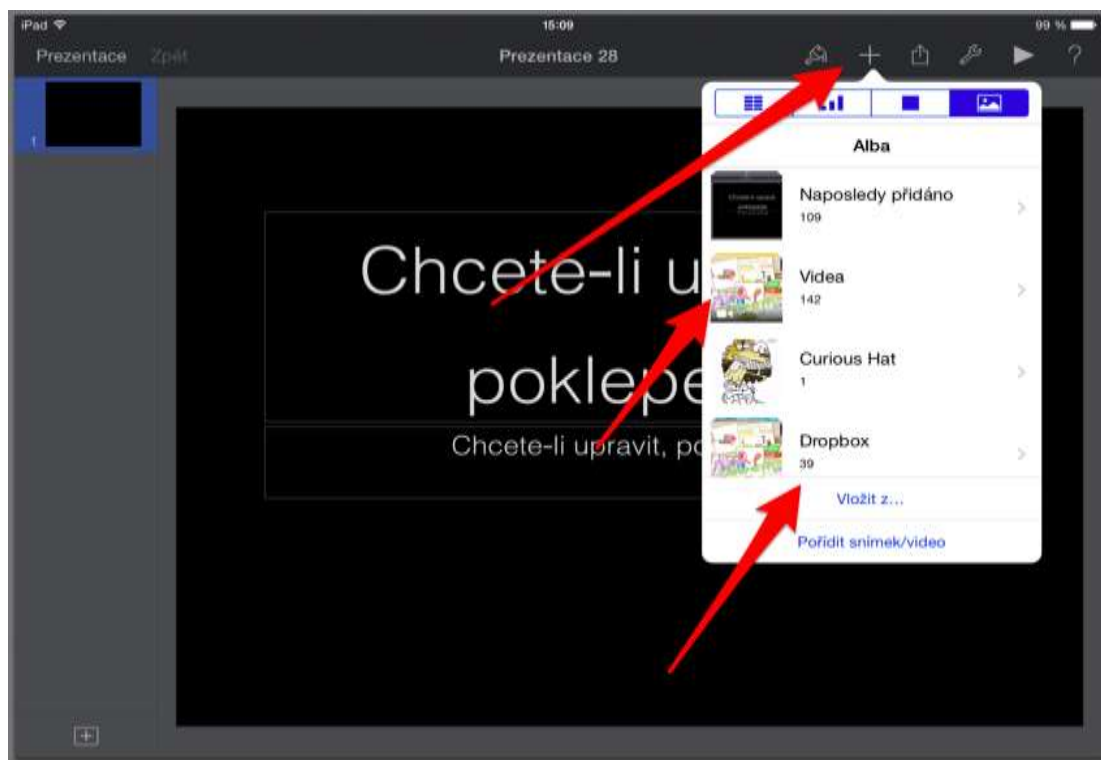 iPad 15:09 99 %
Prezentace Zpět Prezentace 28 ?
1
Alba
Naposledy přidáno
109
Videa
142
Curious Hat
1
Dropbox
39
Vložit z...
Pořídit snímek/video
Chcete-li u
poklepe
Chcete-li upravit, po